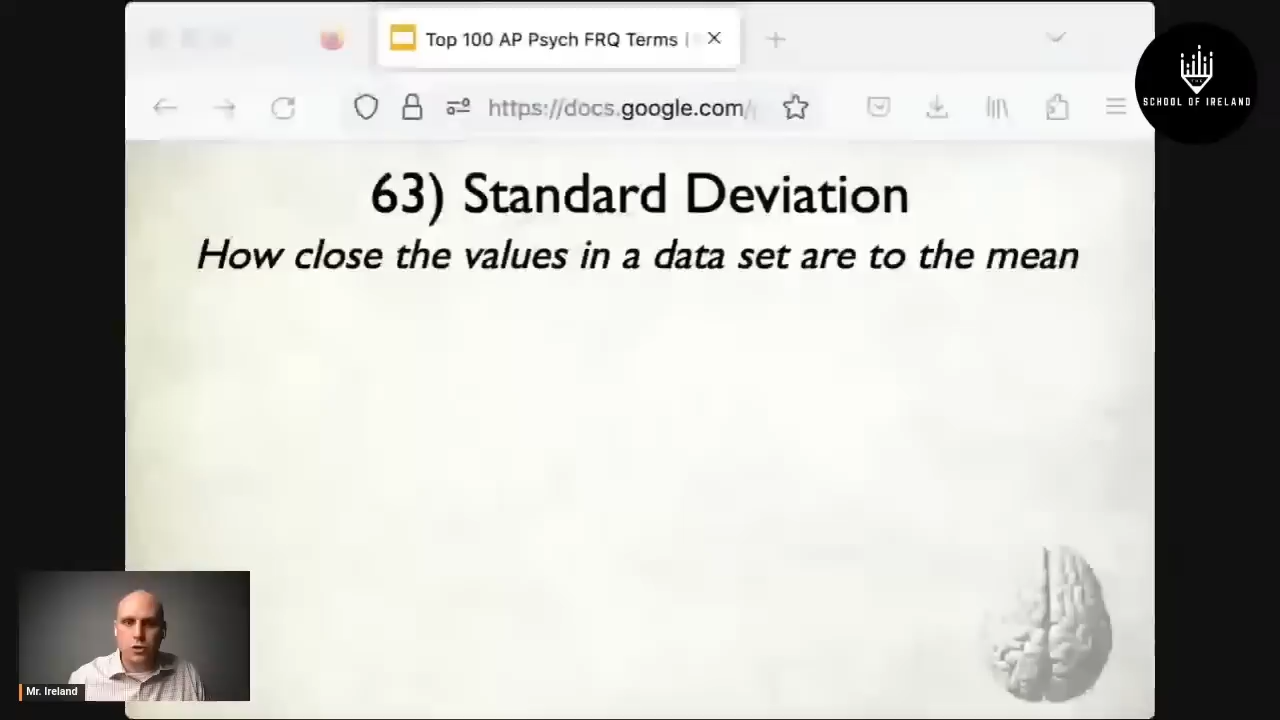 Top 100 AP Psych FRQ Terms |
https://docs.google.com/
THE
SCHOOL OF IRELAND
63) Standard Deviation
How close the values in a data set are to the mean
Mr. Ireland